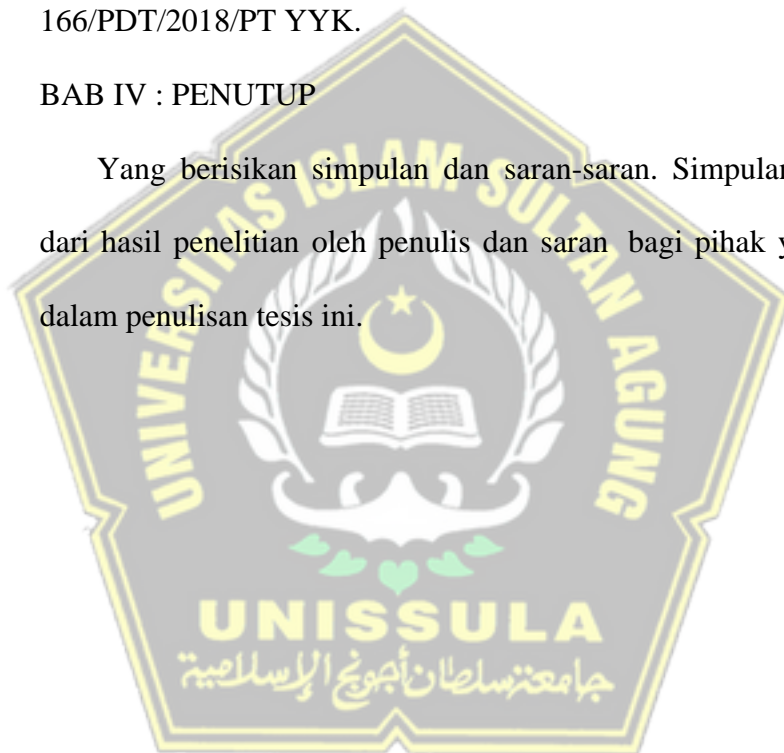 166/PDT/2018/PT YYK.
BAB IV : PENUTUP
Yang berisikan simpulan dan saran-saran. Simpulan
dari hasil penelitian oleh penulis dan saran bagi pihak y
dalam penulisan tesis ini.
UNIVERSITAS ISLAM SULTAN AGUNG
UNISSULA
جامعة سلطان أجونج الإسلامية